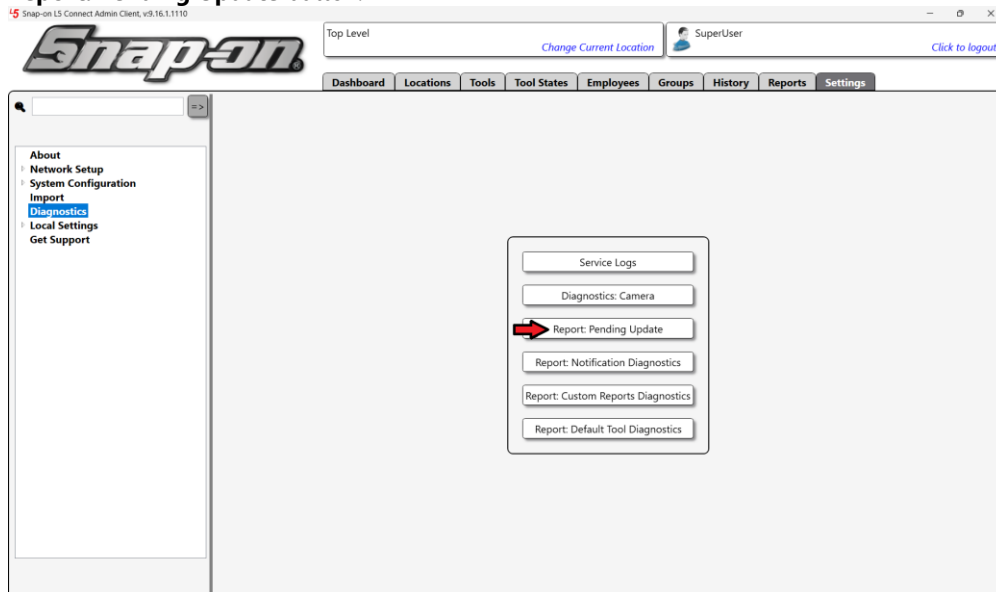 Snap-on L5 Connect Admin Client, v:9.16.1.1110
Snap-on
Top Level
Change Current Location
SuperUser
Click to logout
Dashboard Locations Tools Tool States Employees Groups History Reports Settings
=>
About
Network Setup
System Configuration
Import
Diagnostics
Local Settings
Get Support
Service Logs
Diagnostics: Camera
Report: Pending Update
Report: Notification Diagnostics
Report: Custom Reports Diagnostics
Report: Default Tool Diagnostics